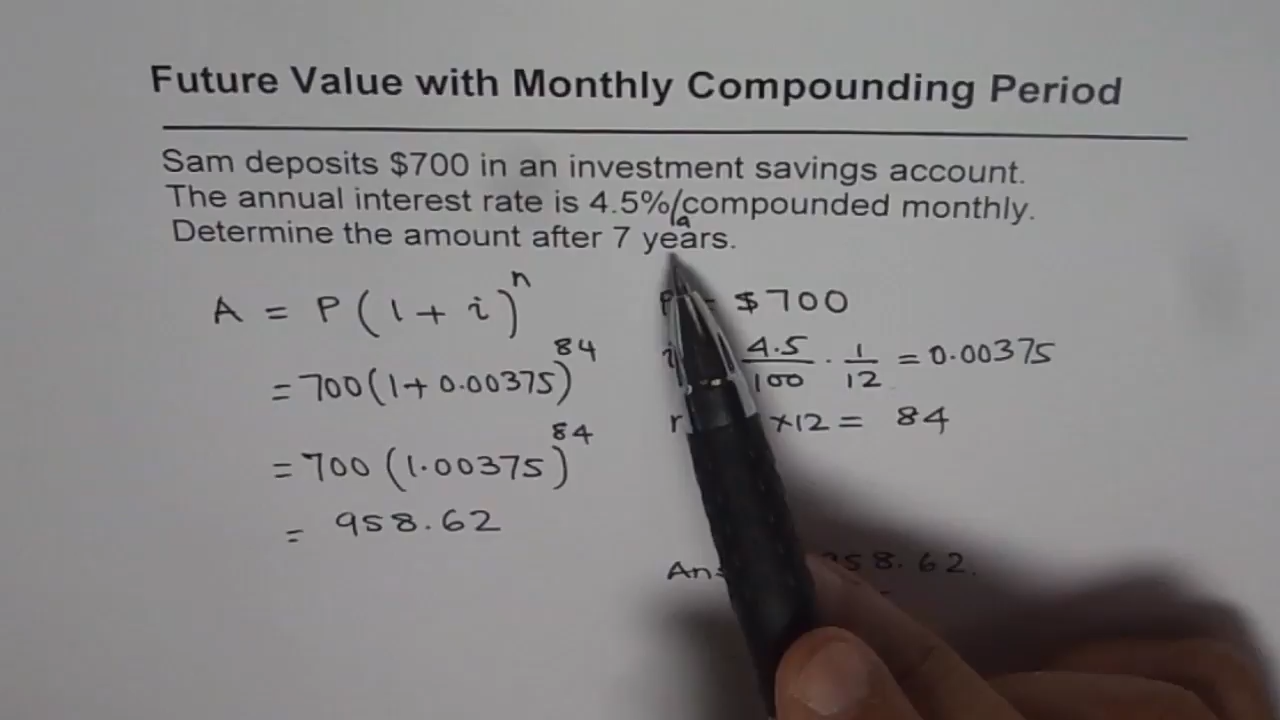 Future Value with Monthly Compounding Period
Sam deposits $700 in an investment savings account.
The annual interest rate is 4.5%/a compounded monthly.
Determine the amount after 7 years.
A = P(1 + i)^n
= 700(1 + 0.00375)^84
= 700(1.00375)^84
= 958.62
$700
4.5/100 · 1/12 = 0.00375
×12 = 84
58.62.